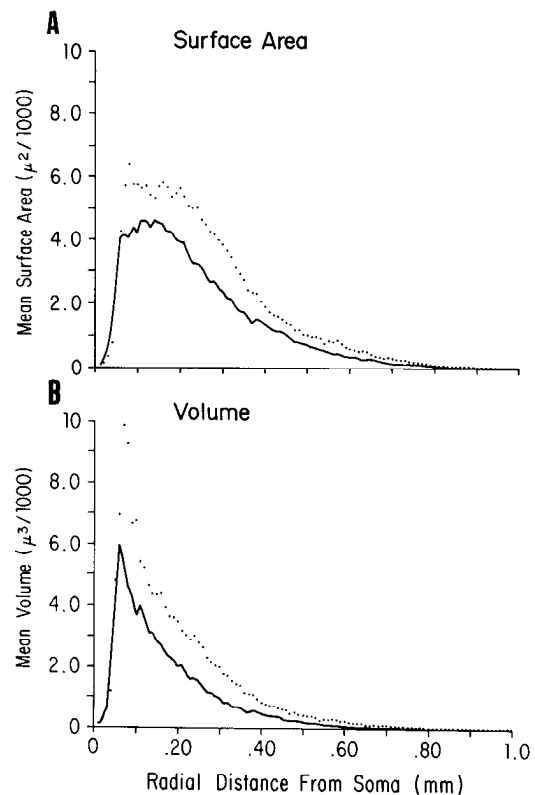 A
Surface Area
10
8.0
6.0
4.0
2.0
0
Mean Surface Area (μ2/1000)
B
Volume
10
8.0
6.0
4.0
2.0
0
Mean Volume (μ3/1000)
0 .20 .40 .60 .80 1.0
Radial Distance From Soma (mm)